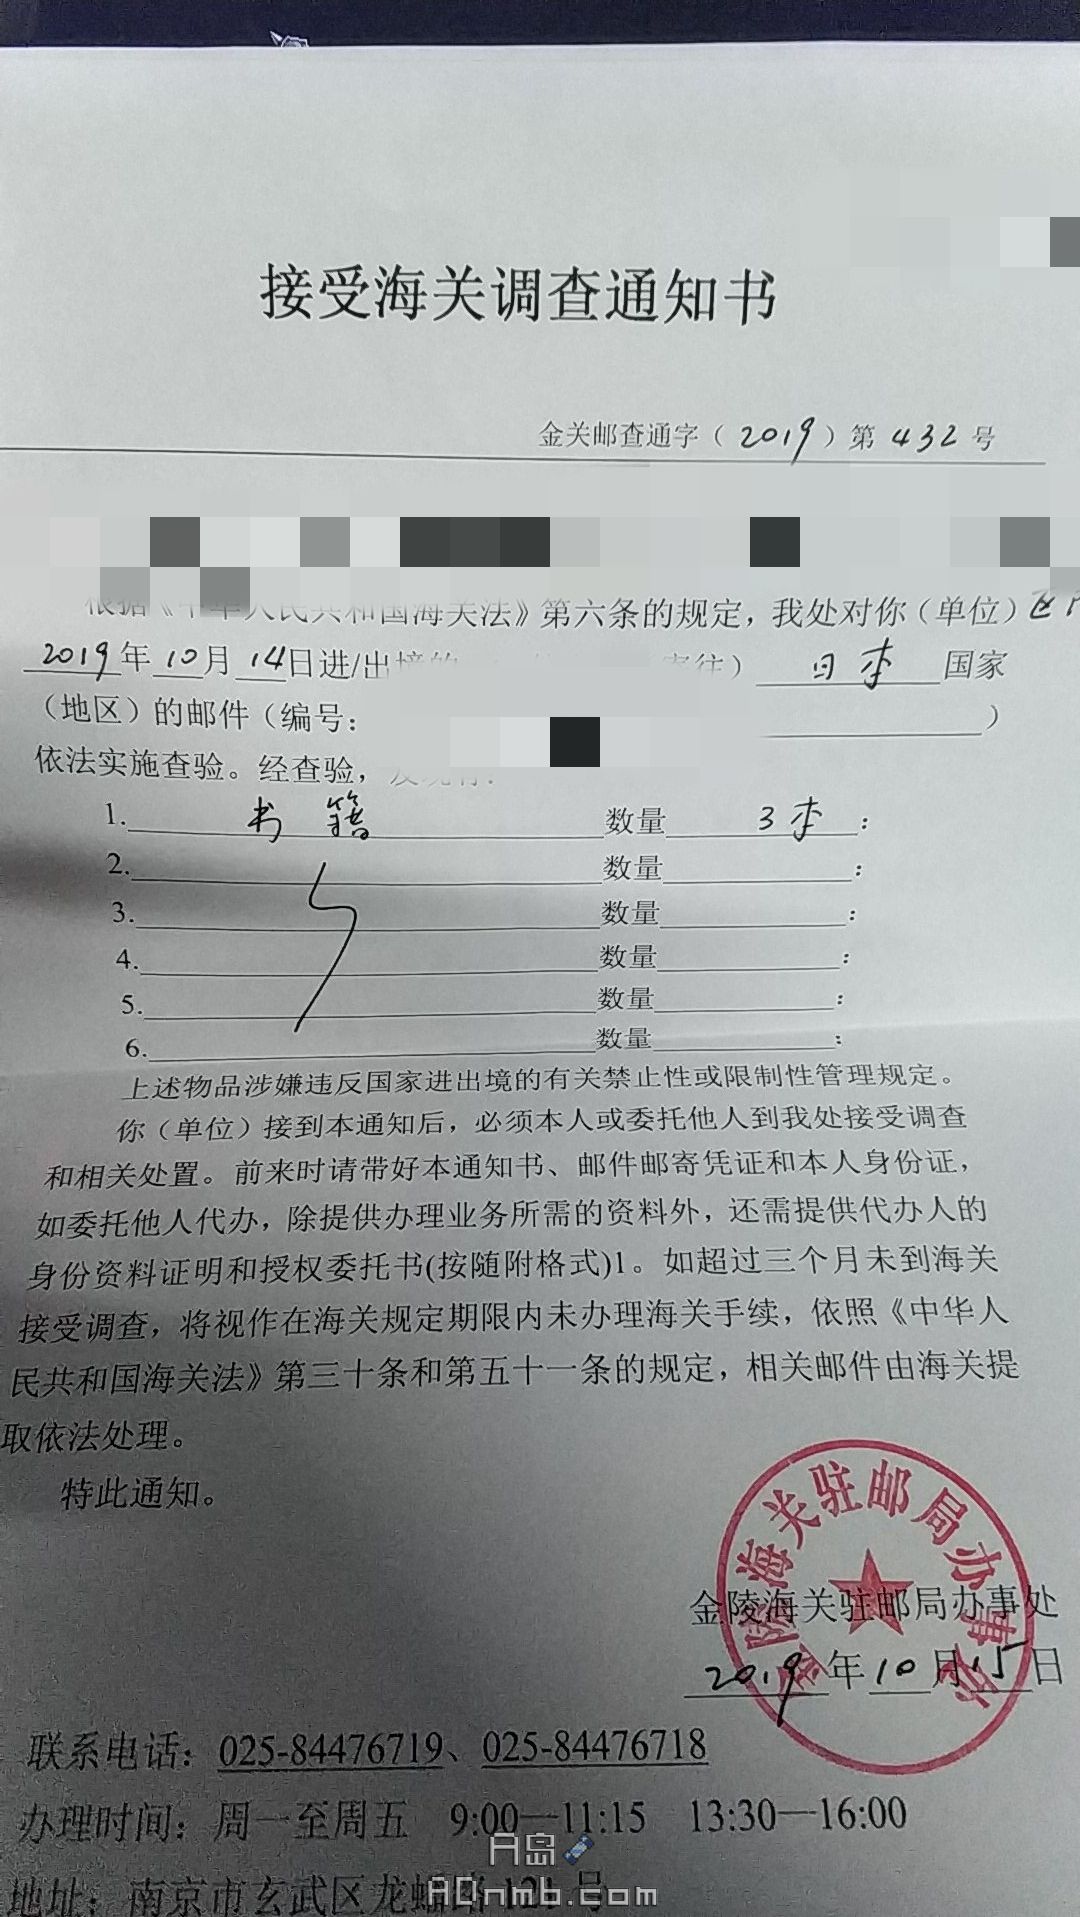 接受海关调查通知书
金关邮查通字（2019）第 432 号
根据《中华人民共和国海关法》第六条的规定，我处对你（单位）
2019年10月14日进/出境的 寄往） 日本 国家
（地区）的邮件（编号： ）
依法实施查验。经查验，发现有：
1. 书籍 数量 3本 ：
2. 数量 ：
3. 数量 ：
4. 数量 ：
5. 数量 ：
6. 数量 ：
上述物品涉嫌违反国家进出境的有关禁止性或限制性管理规定。
你（单位）接到本通知后，必须本人或委托他人到我处接受调查
和相关处置。前来时请带好本通知书、邮件邮寄凭证和本人身份证，
如委托他人代办，除提供办理业务所需的资料外，还需提供代办人的
身份资料证明和授权委托书(按随附格式)1。如超过三个月未到海关
接受调查，将视作在海关规定期限内未办理海关手续，依照《中华人
民共和国海关法》第三十条和第五十一条的规定，相关邮件由海关提
取依法处理。
特此通知。
金陵海关驻邮局办事处
金陵海关驻邮局办事处
2019年10月15日
联系电话：025-84476719、025-84476718
办理时间：周一至周五 9:00—11:15 13:30—16:00
地址：南京市玄武区龙蟠路 121 号
A岛
ADnmb.com